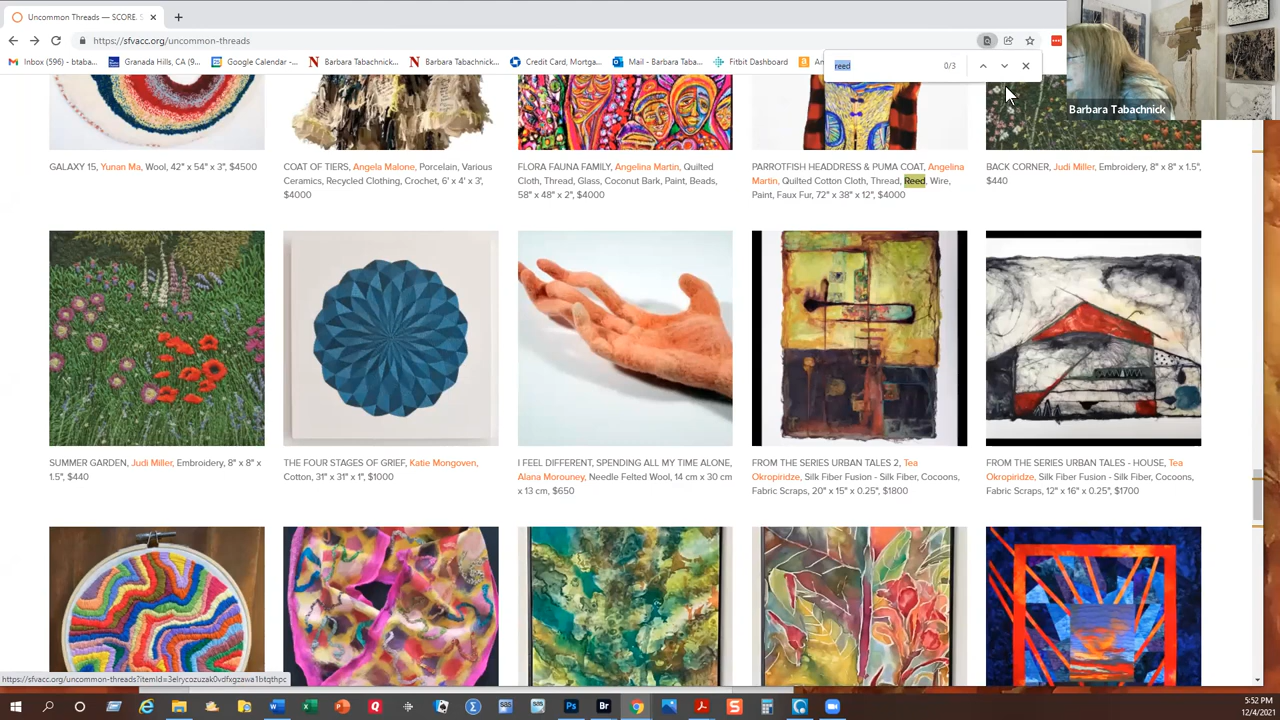 Uncommon Threads — SCORE. S
https://sfvacc.org/uncommon-threads
Inbox (596) - btaba... Granada Hills, CA (9... Google Calendar -... Barbara Tabachnick... Barbara Tabachnick... Credit Card, Mortg... Mail - Barbara Taba... Fitbit Dashboard
reed 0/3
Barbara Tabachnick
GALAXY 15, Yunan Ma, Wool, 42" x 54" x 3", $4500
COAT OF TIERS, Angela Malone, Porcelain, Various
Ceramics, Recycled Clothing, Crochet, 6' x 4' x 3',
$4000
FLORA FAUNA FAMILY, Angelina Martin, Quilted
Cloth, Thread, Glass, Coconut Bark, Paint, Beads,
58" x 48" x 2", $4000
PARROTFISH HEADDRESS & PUMA COAT, Angelina
Martin, Quilted Cotton Cloth, Thread, Reed, Wire,
Paint, Faux Fur, 72" x 38" x 12", $4000
BACK CORNER, Judi Miller, Embroidery, 8" x 8" x 1.5",
$440
SUMMER GARDEN, Judi Miller, Embroidery, 8" x 8" x
1.5", $440
THE FOUR STAGES OF GRIEF, Katie Mongoven,
Cotton, 31" x 31" x 1", $1000
I FEEL DIFFERENT, SPENDING ALL MY TIME ALONE,
Alana Morouney, Needle Felted Wool, 14 cm x 30 cm
x 13 cm, $650
FROM THE SERIES URBAN TALES 2, Tea
Okropiridze, Silk Fiber Fusion - Silk Fiber, Cocoons,
Fabric Scraps, 20" x 15" x 0.25", $1800
FROM THE SERIES URBAN TALES - HOUSE, Tea
Okropiridze, Silk Fiber Fusion - Silk Fiber, Cocoons,
Fabric Scraps, 12" x 16" x 0.25", $1700
5:52 PM
12/4/2021